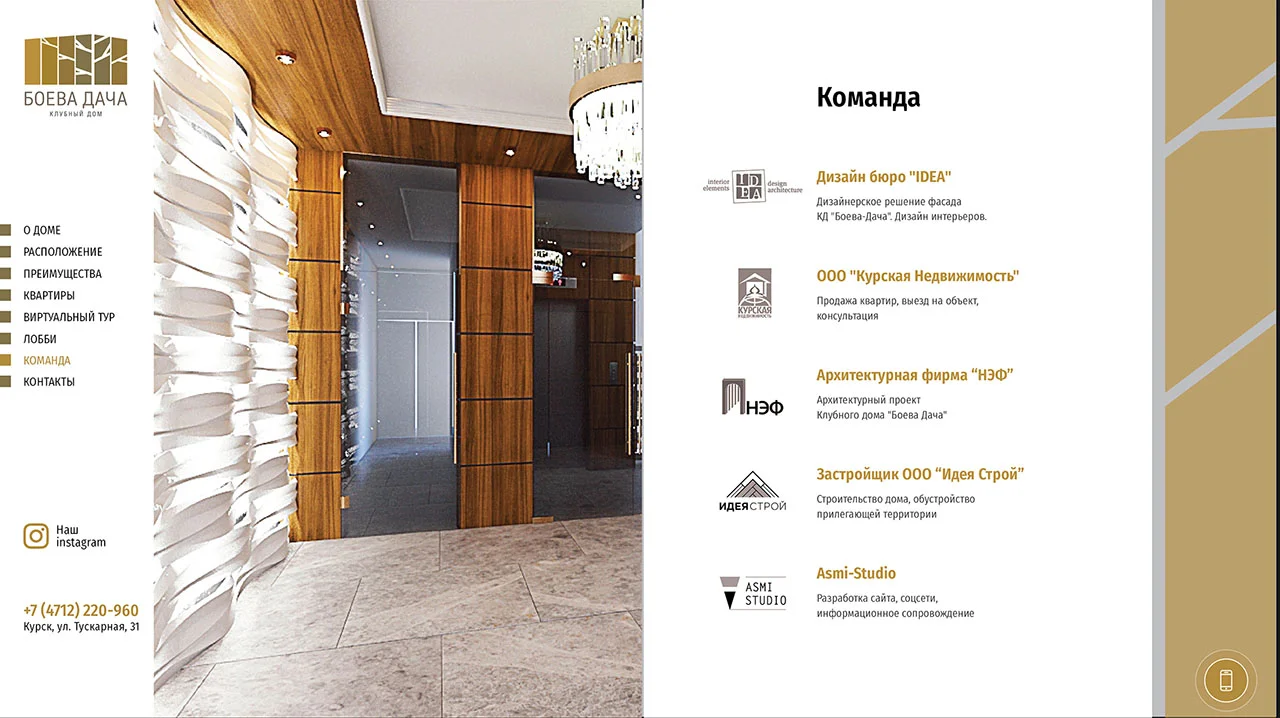 БОЕВА ДАЧА
КЛУБНЫЙ ДОМ
О ДОМЕ
РАСПОЛОЖЕНИЕ
ПРЕИМУЩЕСТВА
КВАРТИРЫ
ВИРТУАЛЬНЫЙ ТУР
ЛОББИ
КОМАНДА
КОНТАКТЫ
Наш
instagram
+7 (4712) 220-960
Курск, ул. Тускарная, 31
Команда
interior
elements
IDEA
design
architecture
Дизайн бюро "IDEA"
Дизайнерское решение фасада
КД "Боева-Дача". Дизайн интерьеров.
КУРСКАЯ
НЕДВИЖИМОСТЬ
ООО "Курская Недвижимость"
Продажа квартир, выезд на объект,
консультация
НЭФ
Архитектурная фирма “НЭФ”
Архитектурный проект
Клубного дома "Боева Дача"
ИДЕЯ СТРОЙ
Застройщик ООО “Идея Строй”
Строительство дома, обустройство
прилегающей территории
ASMI
STUDIO
Asmi-Studio
Разработка сайта, соцсети,
информационное сопровождение